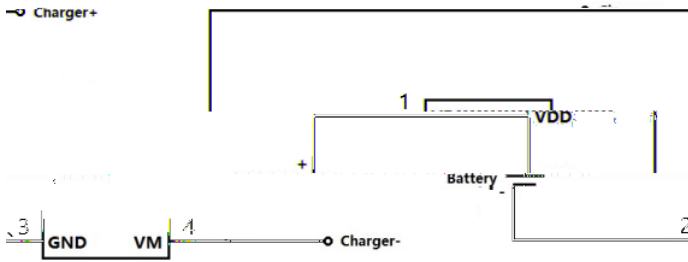 Charger+
1
VDD
+
Battery
-
3 GND VM 4 Charger- 2